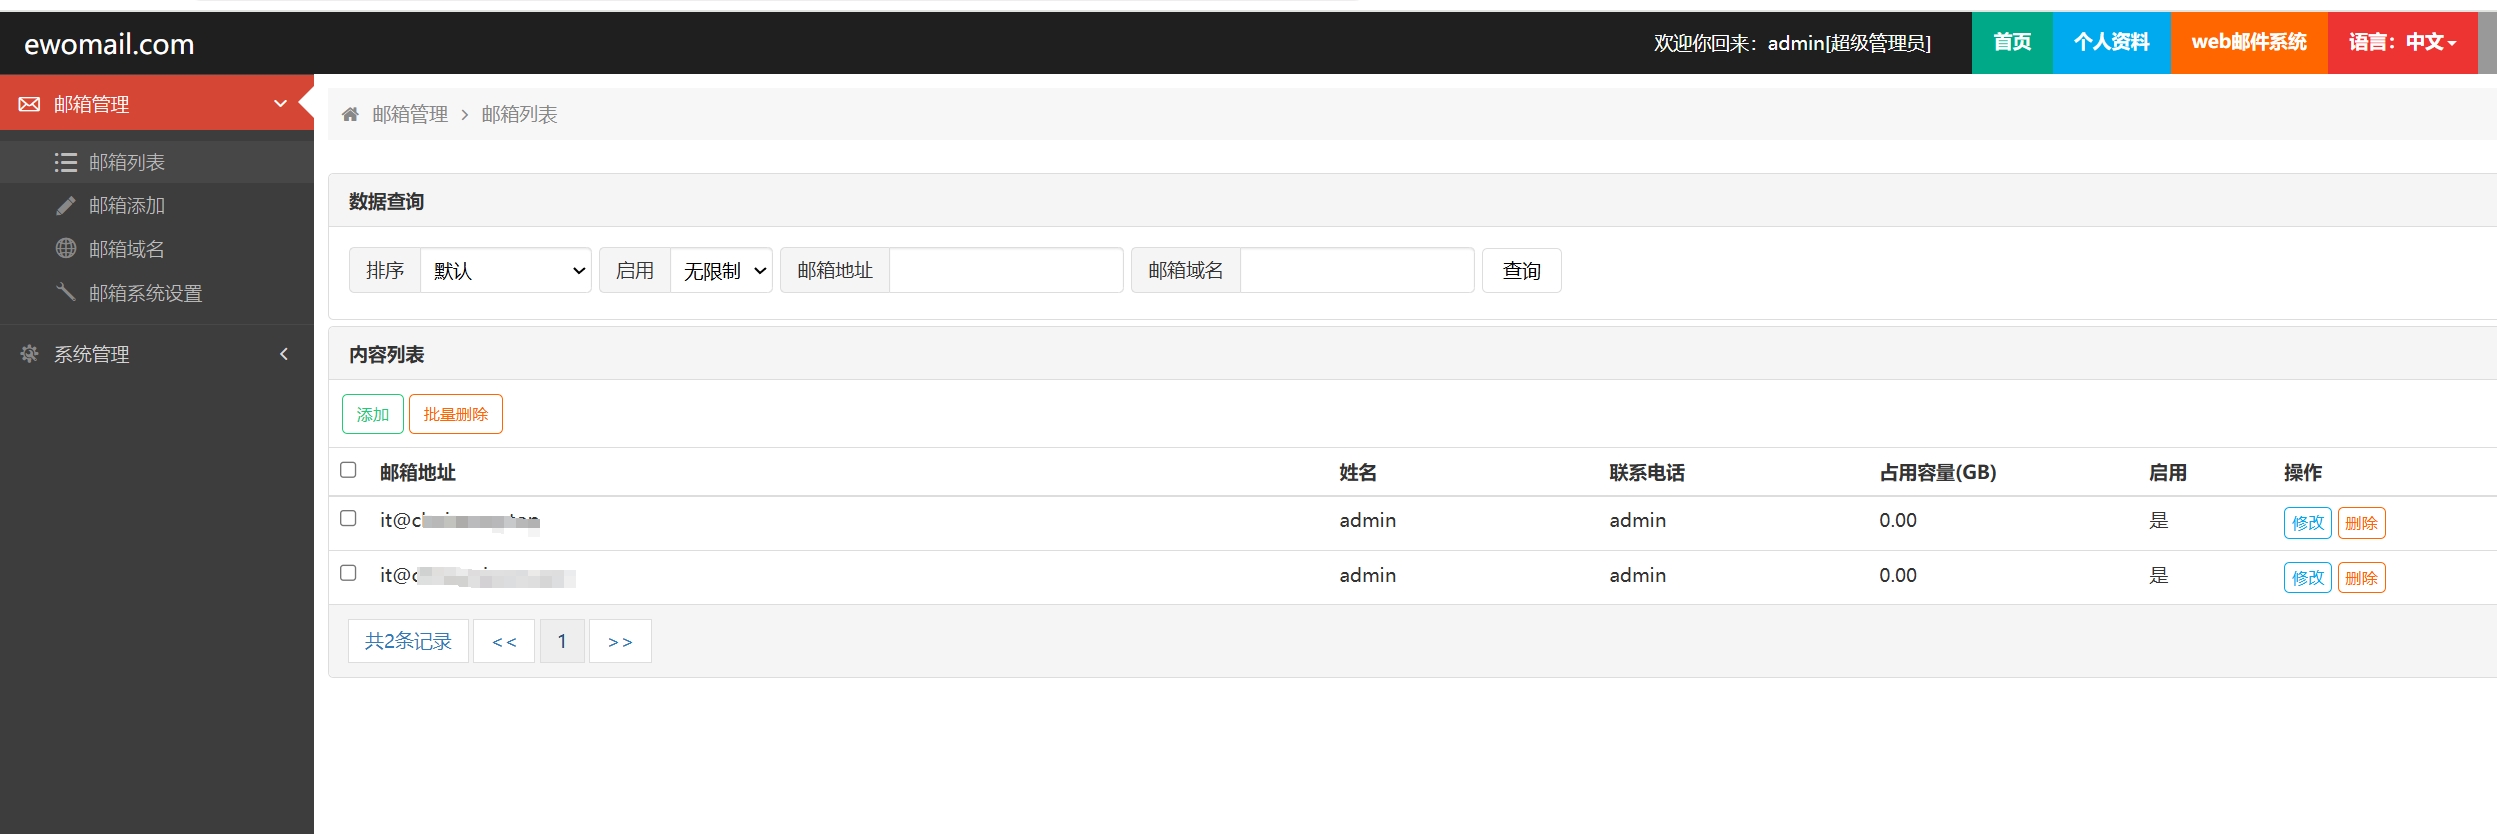 ewomail.com
欢迎你回来：admin[超级管理员]
首页
个人资料
web邮件系统
语言：中文
邮箱管理
邮箱列表
邮箱添加
邮箱域名
邮箱系统设置
系统管理
邮箱管理 > 邮箱列表
数据查询
排序 默认 启用 无限制 邮箱地址 邮箱域名 查询
内容列表
添加 批量删除
邮箱地址 姓名 联系电话 占用容量(GB) 启用 操作
it@c admin admin 0.00 是 修改 删除
it@c admin admin 0.00 是 修改 删除
共2条记录 << 1 >>